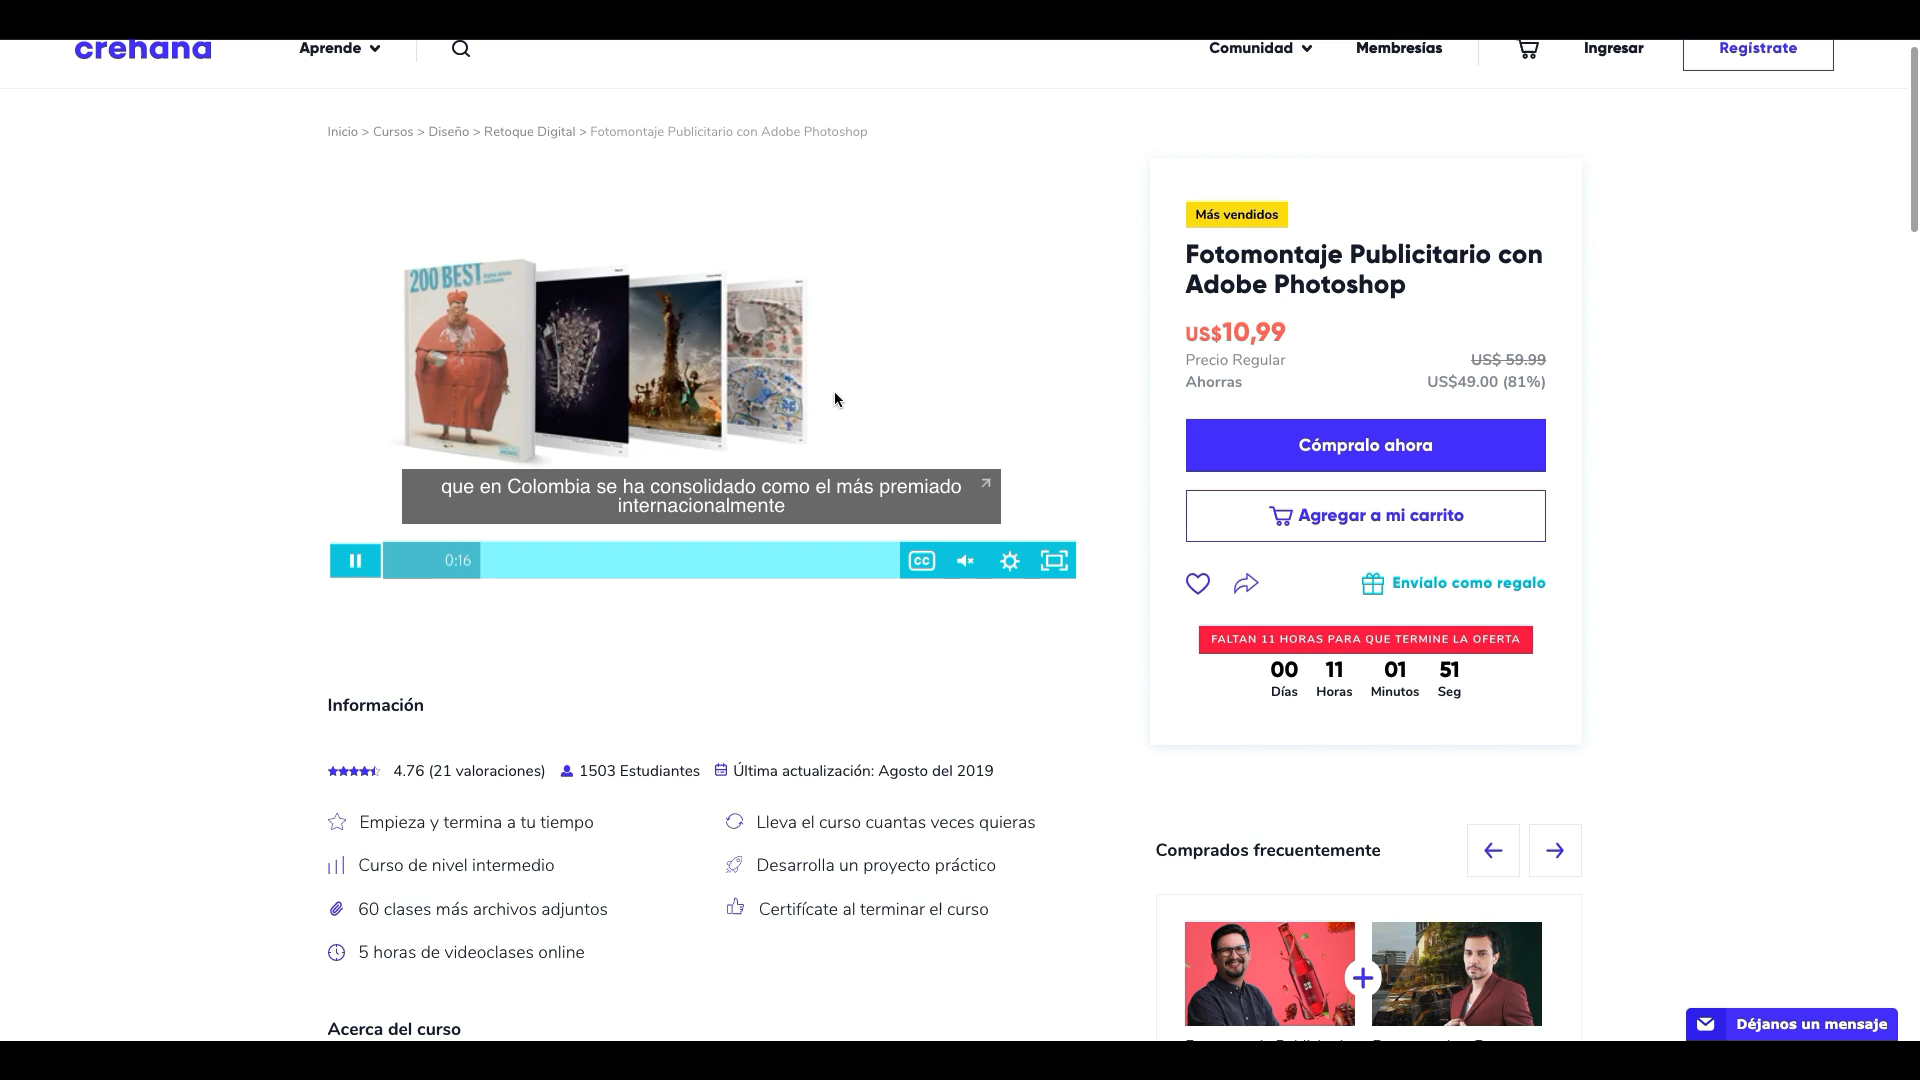 crehana
Aprende
Comunidad
Membresías
Ingresar
Regístrate
Inicio > Cursos > Diseño > Retoque Digital > Fotomontaje Publicitario con Adobe Photoshop
200 BEST
que en Colombia se ha consolidado como el más premiado
internacionalmente
0:16
CC
Más vendidos
Fotomontaje Publicitario con
Adobe Photoshop
US$10,99
Precio Regular US$ 59.99
Ahorras US$49.00 (81%)
Cómpralo ahora
Agregar a mi carrito
Envíalo como regalo
FALTAN 11 HORAS PARA QUE TERMINE LA OFERTA
00 11 01 51
Días Horas Minutos Seg
Información
4.76 (21 valoraciones) 1503 Estudiantes Última actualización: Agosto del 2019
Empieza y termina a tu tiempo
Lleva el curso cuantas veces quieras
Curso de nivel intermedio
Desarrolla un proyecto práctico
60 clases más archivos adjuntos
Certifícate al terminar el curso
5 horas de videoclases online
Acerca del curso
Comprados frecuentemente
Déjanos un mensaje